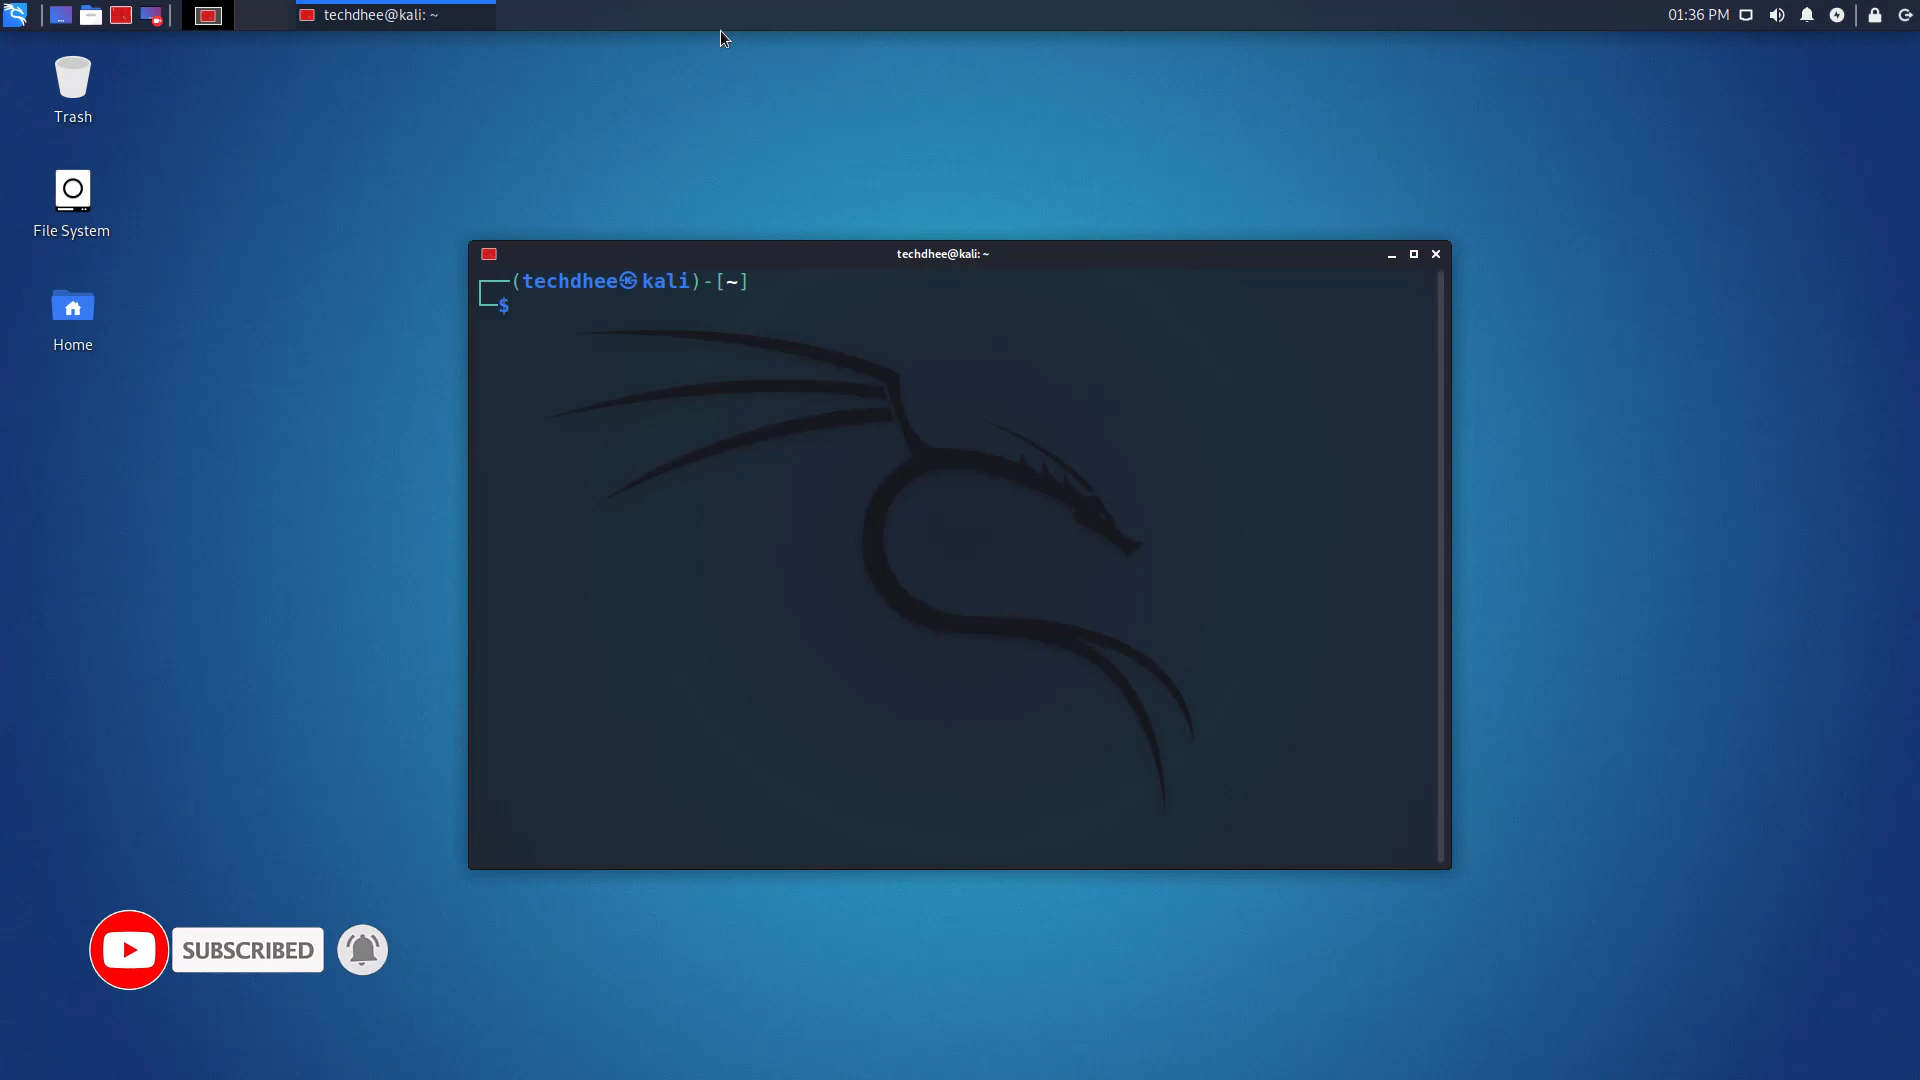 techdhee@kali: ~
01:36 PM
Trash
File System
Home
techdhee@kali: ~
┌──(techdhee㉿kali)-[~]
└─$
SUBSCRIBED